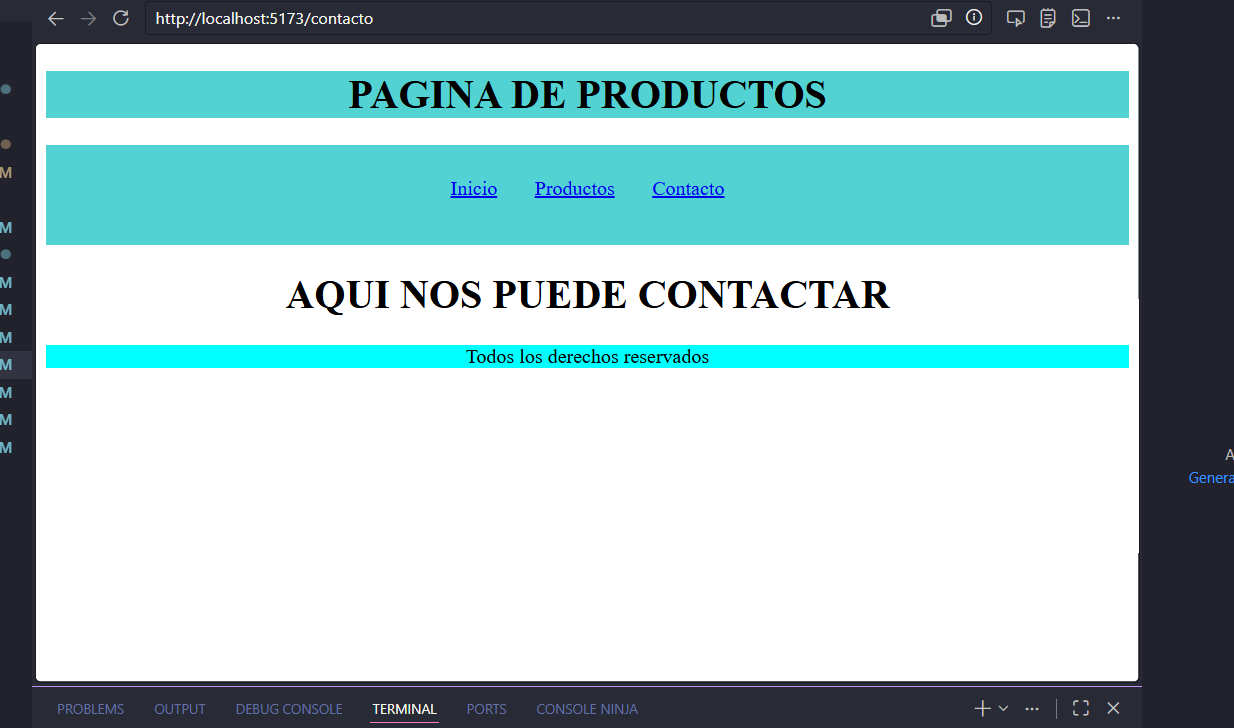 http://localhost:5173/contacto
PAGINA DE PRODUCTOS
Inicio Productos Contacto
AQUI NOS PUEDE CONTACTAR
Todos los derechos reservados
M
M
M
M
M
M
M
M
A
Genera
PROBLEMS OUTPUT DEBUG CONSOLE TERMINAL PORTS CONSOLE NINJA